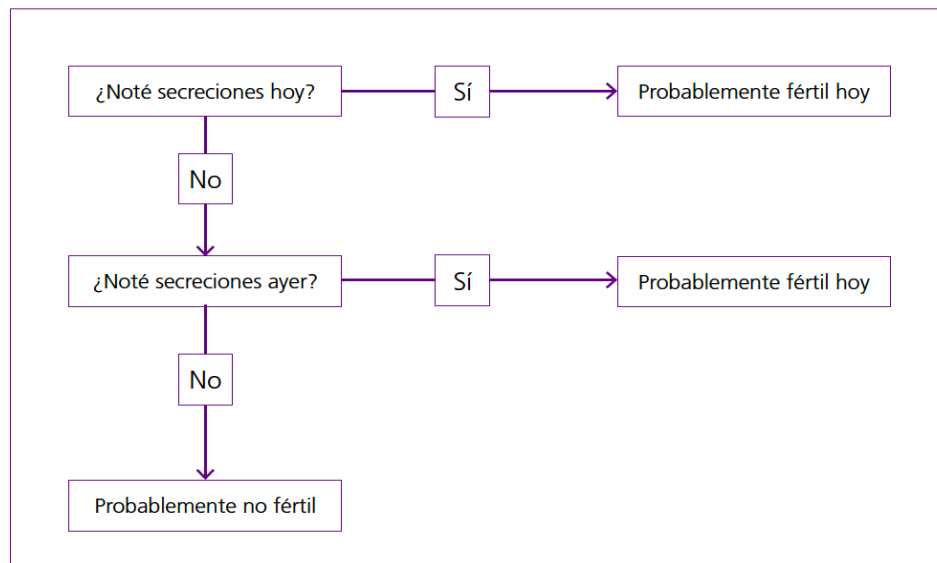 ¿Noté secreciones hoy?
Sí
Probablemente fértil hoy
No
¿Noté secreciones ayer?
Sí
Probablemente fértil hoy
No
Probablemente no fértil